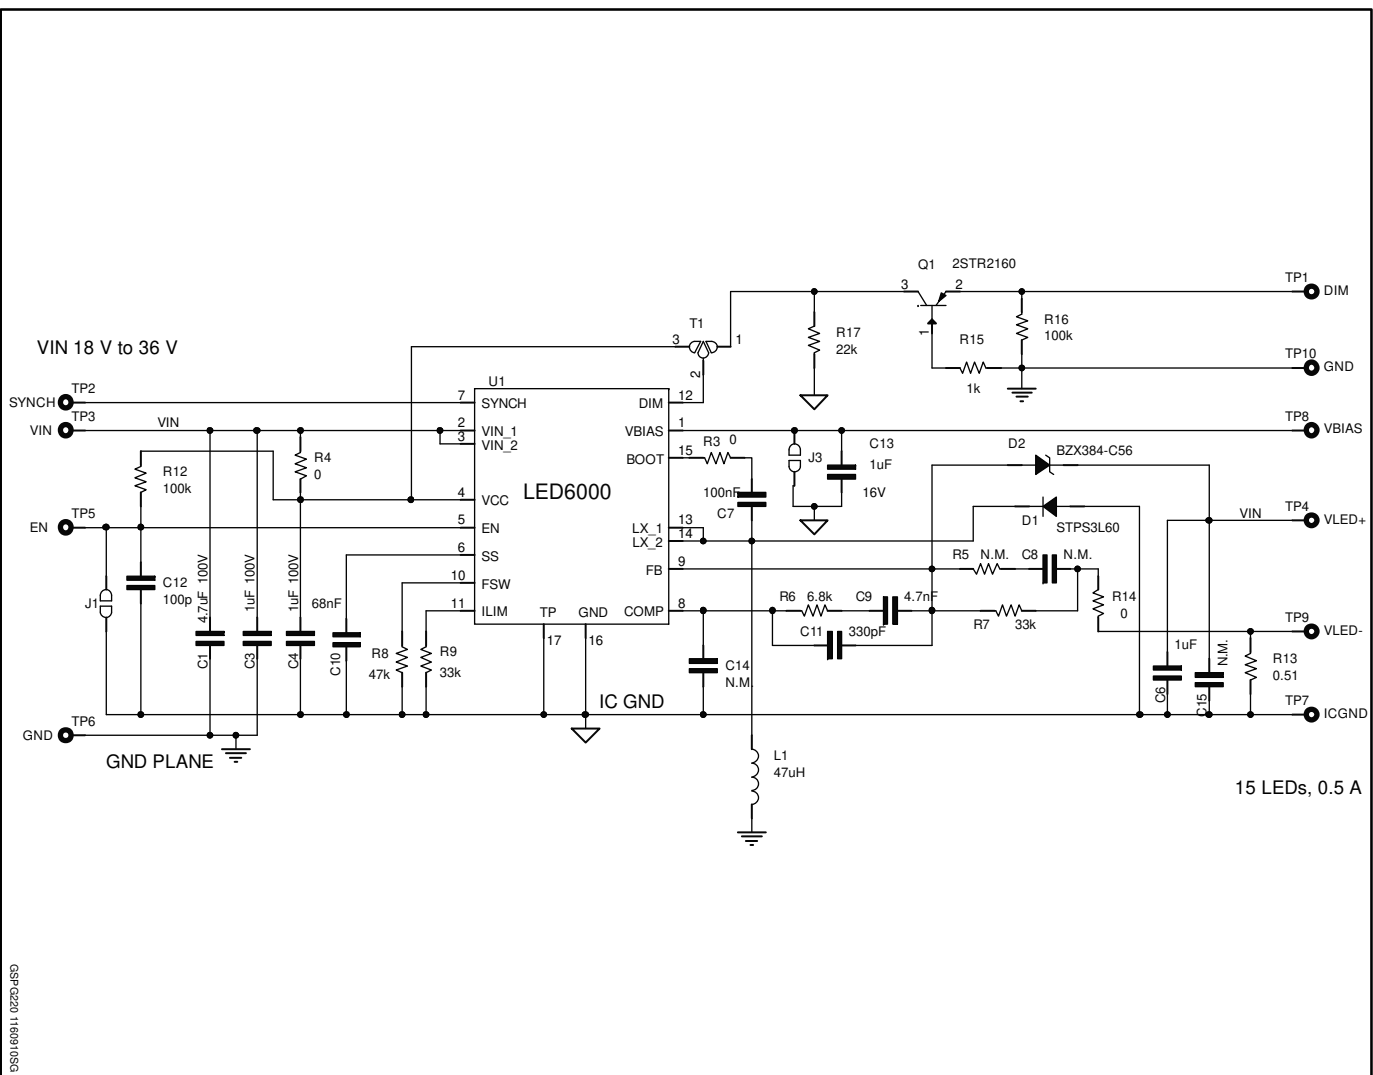 Q1 2STR2160
TP1
3 2
DIM
R17
22k
R16
100k
1
R15
1k
TP10
GND
VIN 18 V to 36 V
T1
3 1
2
U1
TP2
SYNCH
7 SYNCH
DIM 12
TP3
VIN
VIN
2 VIN_1
3 VIN_2
VBIAS 1
TP8
VBIAS
R4
0
R12
100k
BOOT 15
R3 0
J3
C13
1uF
16V
D2 BZX384-C56
4 VCC
LED6000
100nF
C7
TP5
EN
5 EN
LX_1 13
LX_2 14
D1
STPS3L60
VIN
TP4
VLED+
6 SS
FB 9
R5 N.M. C8 N.M.
J1
C12
100p
4.7uF 100V
1uF 100V
1uF 100V
68nF
10 FSW
11 ILIM
TP
GND
COMP 8
R6 6.8k C9 4.7nF
R14
0
C11 330pF
R7 33k
17
16
TP9
VLED-
C1
C3
C4
C10
R8
47k
R9
33k
C14
N.M.
1uF
C6
N.M.
C15
R13
0.51
IC GND
TP7
ICGND
TP6
GND
GND PLANE
L1
47uH
15 LEDs, 0.5 A
GSPG220 1160910SG